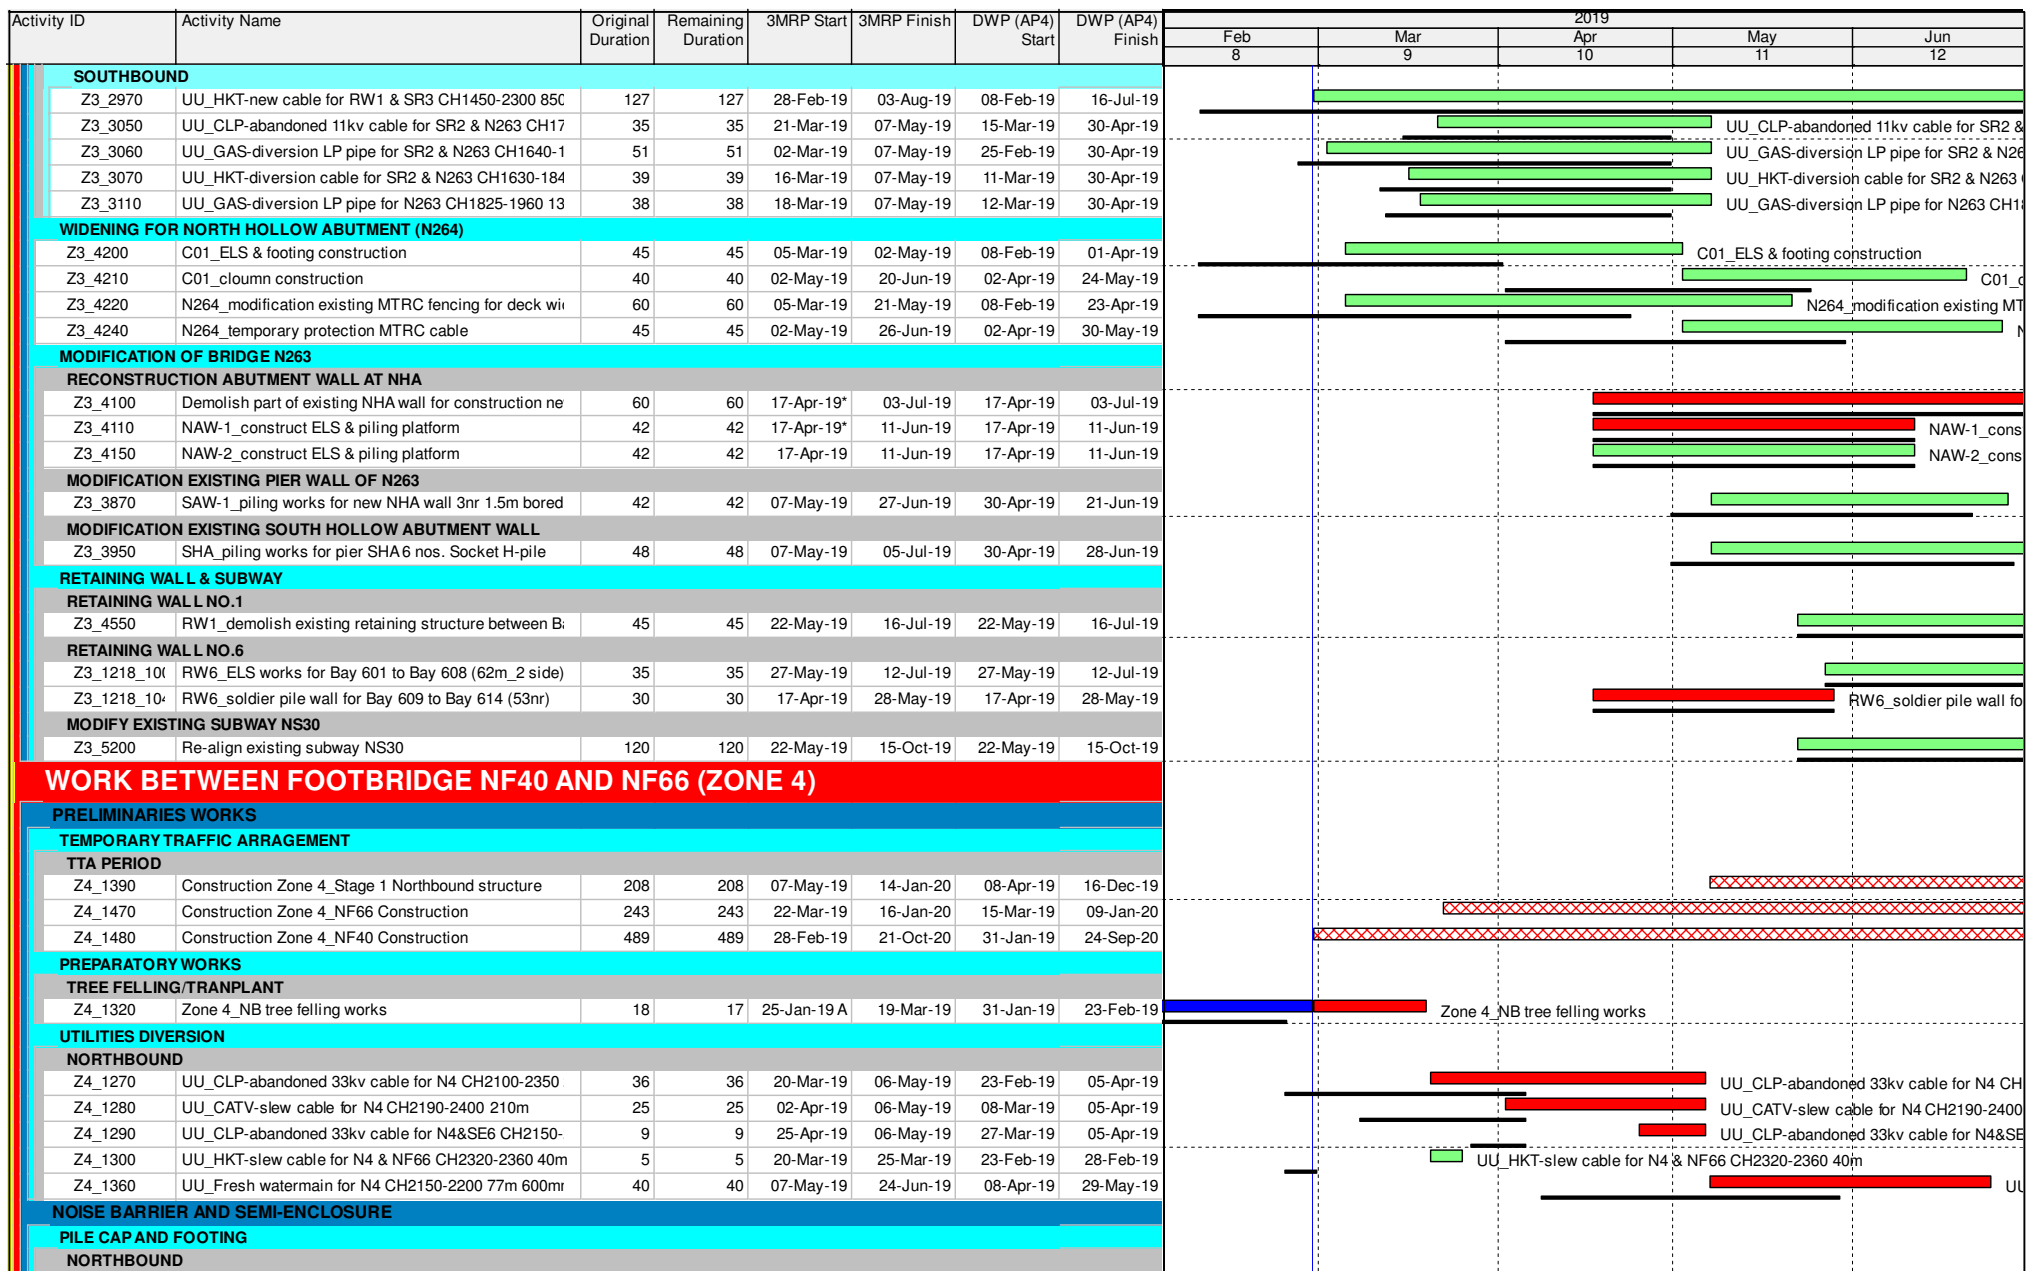 Activity ID Activity Name Original Duration Remaining Duration 3MRP Start 3MRP Finish DWP (AP4) Start DWP (AP4) Finish 2019
Feb Mar Apr May Jun
8 9 10 11 12
SOUTHBOUND
Z3_2970 UU_HKT-new cable for RW1 & SR3 CH1450-2300 850 127 127 28-Feb-19 03-Aug-19 08-Feb-19 16-Jul-19
Z3_3050 UU_CLP-abandoned 11kv cable for SR2 & N263 CH17 35 35 21-Mar-19 07-May-19 15-Mar-19 30-Apr-19 UU_CLP-abandoned 11kv cable for SR2 &
Z3_3060 UU_GAS-diversion LP pipe for SR2 & N263 CH1640-1 51 51 02-Mar-19 07-May-19 25-Feb-19 30-Apr-19 UU_GAS-diversion LP pipe for SR2 & N26
Z3_3070 UU_HKT-diversion cable for SR2 & N263 CH1630-184 39 39 16-Mar-19 07-May-19 11-Mar-19 30-Apr-19 UU_HKT-diversion cable for SR2 & N263
Z3_3110 UU_GAS-diversion LP pipe for N263 CH1825-1960 13 38 38 18-Mar-19 07-May-19 12-Mar-19 30-Apr-19 UU_GAS-diversion LP pipe for N263 CH18
WIDENING FOR NORTH HOLLOW ABUTMENT (N264)
Z3_4200 C01_ELS & footing construction 45 45 05-Mar-19 02-May-19 08-Feb-19 01-Apr-19 C01_ELS & footing construction
Z3_4210 C01_cloumn construction 40 40 02-May-19 20-Jun-19 02-Apr-19 24-May-19 C01_c
Z3_4220 N264_modification existing MTRC fencing for deck wi 60 60 05-Mar-19 21-May-19 08-Feb-19 23-Apr-19 N264_modification existing MT
Z3_4240 N264_temporary protection MTRC cable 45 45 02-May-19 26-Jun-19 02-Apr-19 30-May-19 N
MODIFICATION OF BRIDGE N263
RECONSTRUCTION ABUTMENT WALL AT NHA
Z3_4100 Demolish part of existing NHA wall for construction ne 60 60 17-Apr-19* 03-Jul-19 17-Apr-19 03-Jul-19
Z3_4110 NAW-1_construct ELS & piling platform 42 42 17-Apr-19* 11-Jun-19 17-Apr-19 11-Jun-19 NAW-1_cons
Z3_4150 NAW-2_construct ELS & piling platform 42 42 17-Apr-19 11-Jun-19 17-Apr-19 11-Jun-19 NAW-2_cons
MODIFICATION EXISTING PIER WALL OF N263
Z3_3870 SAW-1_piling works for new NHA wall 3nr 1.5m bored 42 42 07-May-19 27-Jun-19 30-Apr-19 21-Jun-19
MODIFICATION EXISTING SOUTH HOLLOW ABUTMENT WALL
Z3_3950 SHA_piling works for pier SHA 6 nos. Socket H-pile 48 48 07-May-19 05-Jul-19 30-Apr-19 28-Jun-19
RETAINING WALL & SUBWAY
RETAINING WALL NO.1
Z3_4550 RW1_demolish existing retaining structure between Ba 45 45 22-May-19 16-Jul-19 22-May-19 16-Jul-19
RETAINING WALL NO.6
Z3_1218_10 RW6_ELS works for Bay 601 to Bay 608 (62m_2 side) 35 35 27-May-19 12-Jul-19 27-May-19 12-Jul-19
Z3_1218_10 RW6_soldier pile wall for Bay 609 to Bay 614 (53nr) 30 30 17-Apr-19 28-May-19 17-Apr-19 28-May-19 RW6_soldier pile wall fo
MODIFY EXISTING SUBWAY NS30
Z3_5200 Re-align existing subway NS30 120 120 22-May-19 15-Oct-19 22-May-19 15-Oct-19
WORK BETWEEN FOOTBRIDGE NF40 AND NF66 (ZONE 4)
PRELIMINARIES WORKS
TEMPORARY TRAFFIC ARRAGEMENT
TTA PERIOD
Z4_1390 Construction Zone 4_Stage 1 Northbound structure 208 208 07-May-19 14-Jan-20 08-Apr-19 16-Dec-19
Z4_1470 Construction Zone 4_NF66 Construction 243 243 22-Mar-19 16-Jan-20 15-Mar-19 09-Jan-20
Z4_1480 Construction Zone 4_NF40 Construction 489 489 28-Feb-19 21-Oct-20 31-Jan-19 24-Sep-20
PREPARATORY WORKS
TREE FELLING/TRANPLANT
Z4_1320 Zone 4_NB tree felling works 18 17 25-Jan-19 A 19-Mar-19 31-Jan-19 23-Feb-19 Zone 4_NB tree felling works
UTILITIES DIVERSION
NORTHBOUND
Z4_1270 UU_CLP-abandoned 33kv cable for N4 CH2100-2350 36 36 20-Mar-19 06-May-19 23-Feb-19 05-Apr-19 UU_CLP-abandoned 33kv cable for N4 CH
Z4_1280 UU_CATV-slew cable for N4 CH2190-2400 210m 25 25 02-Apr-19 06-May-19 08-Mar-19 05-Apr-19 UU_CATV-slew cable for N4 CH2190-2400
Z4_1290 UU_CLP-abandoned 33kv cable for N4&SE6 CH2150- 9 9 25-Apr-19 06-May-19 27-Mar-19 05-Apr-19 UU_CLP-abandoned 33kv cable for N4&SE
Z4_1300 UU_HKT-slew cable for N4 & NF66 CH2320-2360 40m 5 5 20-Mar-19 25-Mar-19 23-Feb-19 28-Feb-19 UU_HKT-slew cable for N4 & NF66 CH2320-2360 40m
Z4_1360 UU_Fresh watermain for N4 CH2150-2200 77m 600mm 40 40 07-May-19 24-Jun-19 08-Apr-19 29-May-19 UU
NOISE BARRIER AND SEMI-ENCLOSURE
PILE CAP AND FOOTING
NORTHBOUND